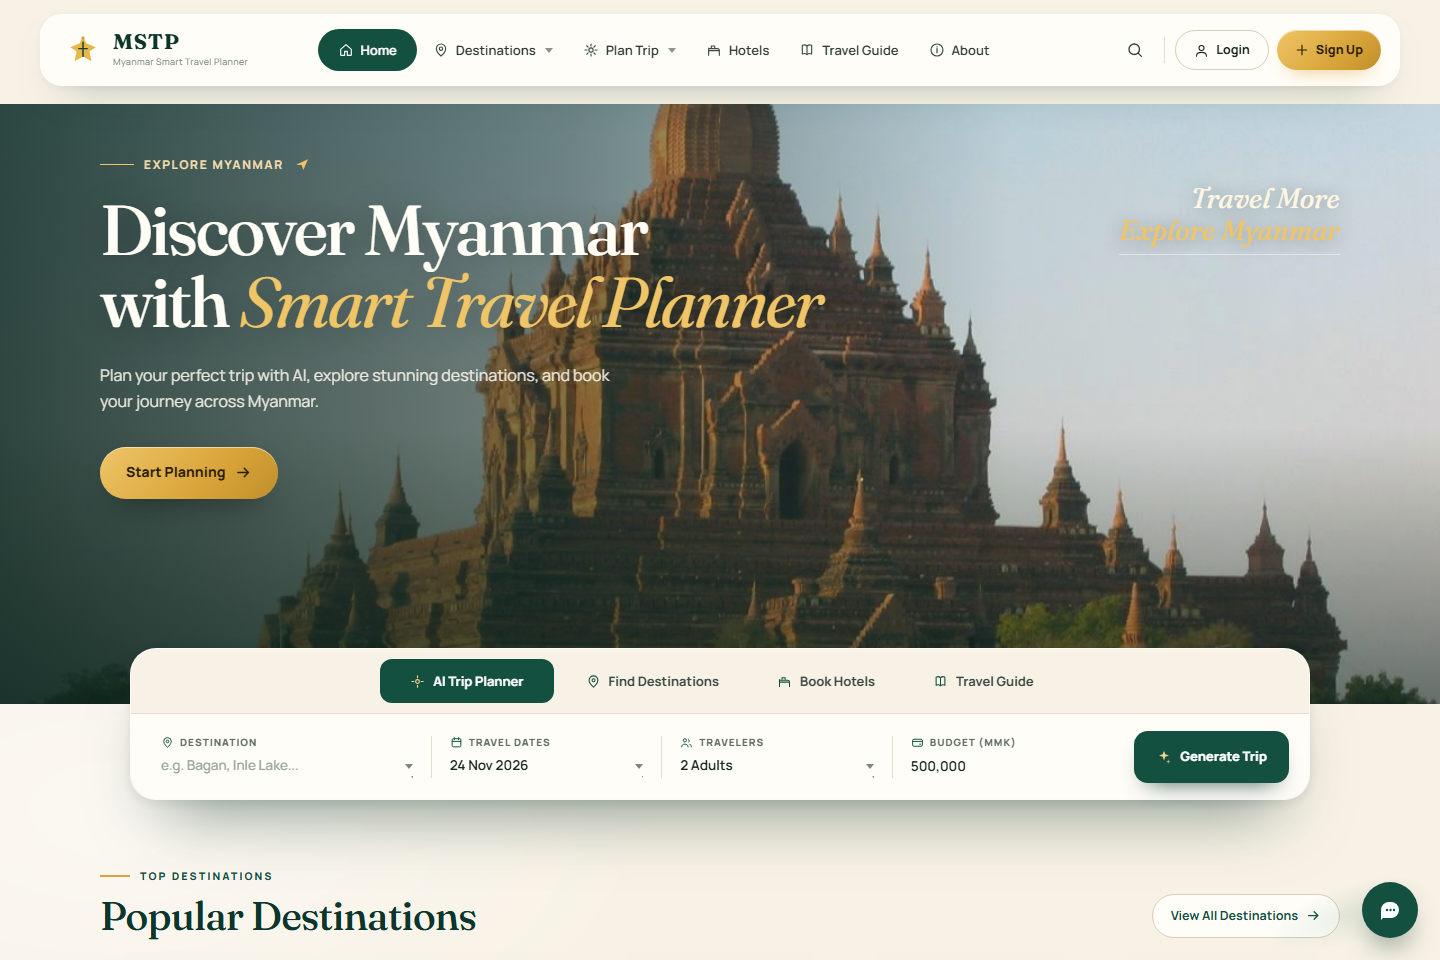 MSTP
Myanmar Smart Travel Planner
Home
Destinations
Plan Trip
Hotels
Travel Guide
About
Login
Sign Up
EXPLORE MYANMAR
Discover Myanmar
with Smart Travel Planner
Plan your perfect trip with AI, explore stunning destinations, and book
your journey across Myanmar.
Start Planning
Travel More
Explore Myanmar
AI Trip Planner
Find Destinations
Book Hotels
Travel Guide
DESTINATION
e.g. Bagan, Inle Lake...
TRAVEL DATES
24 Nov 2026
TRAVELERS
2 Adults
BUDGET (MMK)
500,000
Generate Trip
TOP DESTINATIONS
Popular Destinations
View All Destinations